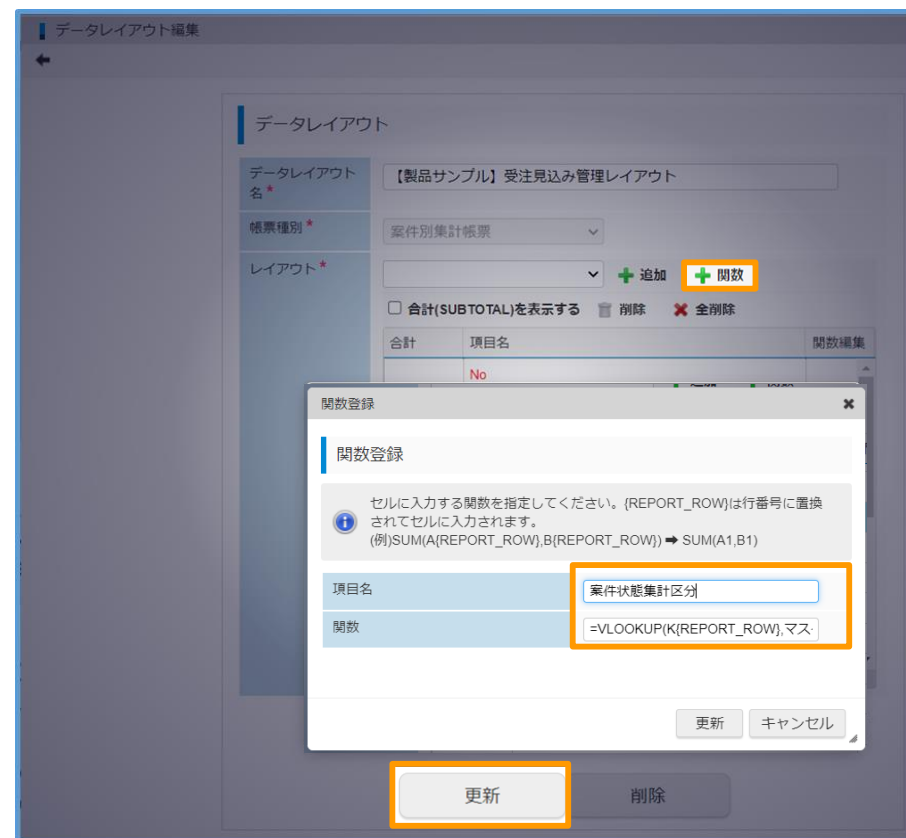 データレイアウト編集
データレイアウト
データレイアウト名* 【製品サンプル】受注見込み管理レイアウト
帳票種別* 案件別集計帳票
レイアウト* 追加 関数
合計(SUBTOTAL)を表示する 削除 全削除
合計 項目名 関数編集
No
関数登録
関数登録
セルに入力する関数を指定してください。{REPORT_ROW}は行番号に置換
されてセルに入力されます。
(例)SUM(A{REPORT_ROW},B{REPORT_ROW}) ➡ SUM(A1,B1)
項目名 案件状態集計区分
関数 =VLOOKUP(K{REPORT_ROW},マス
更新 キャンセル
更新 削除